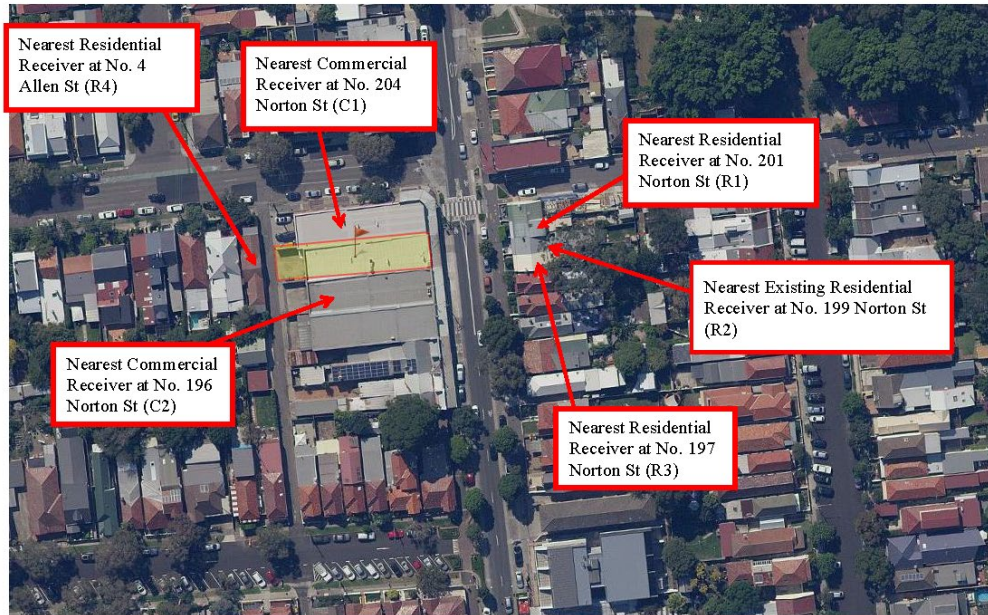 Nearest Residential
Receiver at No. 4
Allen St (R4)
Nearest Commercial
Receiver at No. 204
Norton St (C1)
Nearest Residential
Receiver at No. 201
Norton St (R1)
Nearest Existing Residential
Receiver at No. 199 Norton St
(R2)
Nearest Commercial
Receiver at No. 196
Norton St (C2)
Nearest Residential
Receiver at No. 197
Norton St (R3)